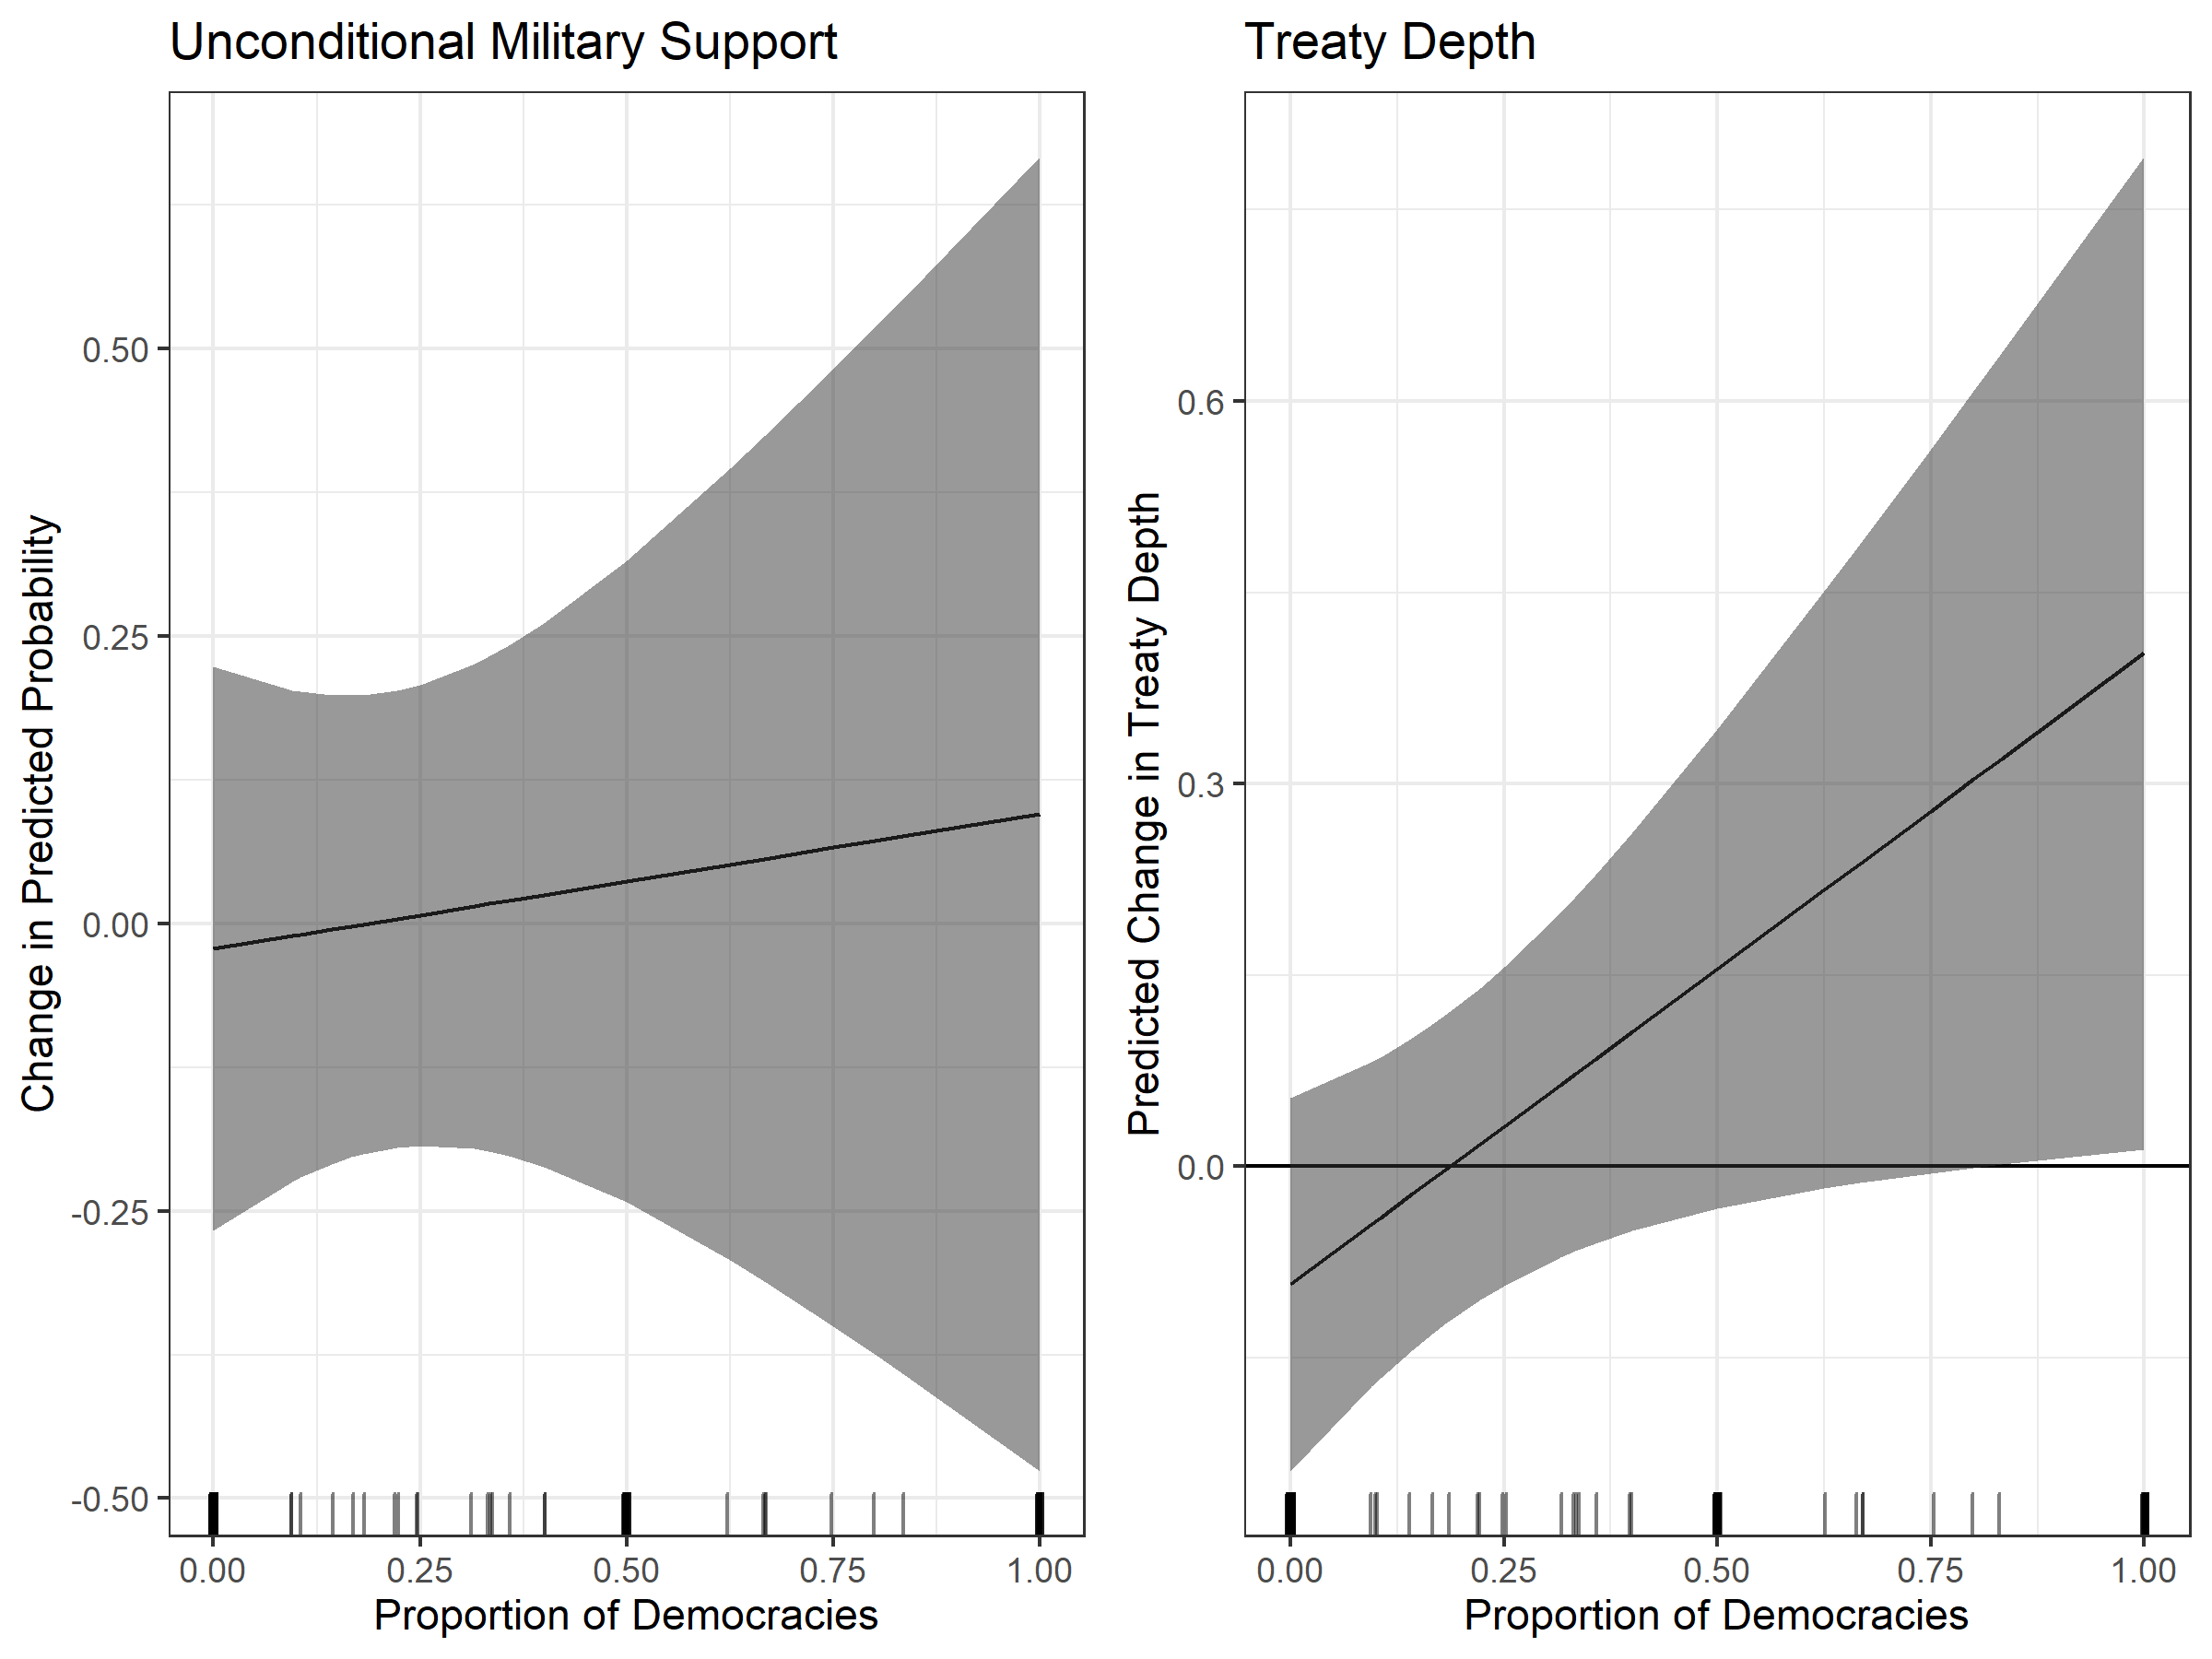 Unconditional Military Support
Change in Predicted Probability
0.50
0.25
0.00
-0.25
-0.50
0.00 0.25 0.50 0.75 1.00
Proportion of Democracies
Treaty Depth
Predicted Change in Treaty Depth
0.6
0.3
0.0
0.00 0.25 0.50 0.75 1.00
Proportion of Democracies